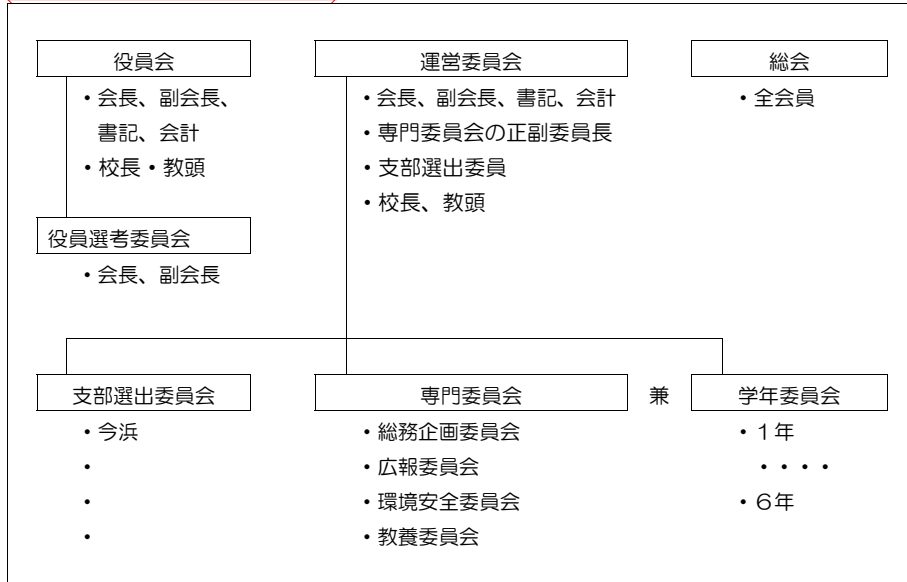 役員会
・会長、副会長、
書記、会計
・校長・教頭
役員選考委員会
・会長、副会長
運営委員会
・会長、副会長、書記、会計
・専門委員会の正副委員長
・支部選出委員
・校長、教頭
総会
・全会員
支部選出委員会
・今浜
・
・
・
専門委員会
・総務企画委員会
・広報委員会
・環境安全委員会
・教養委員会
兼
学年委員会
・１年
・・・・
・６年